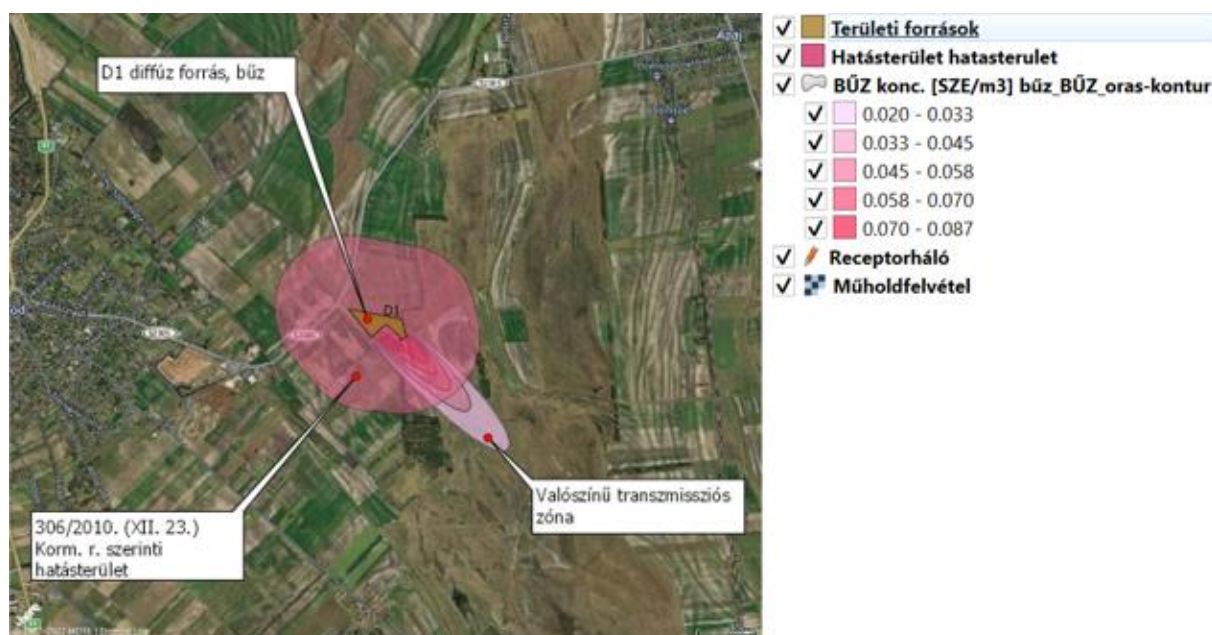 D1 diffúz forrás, bűz
D1
306/2010. (XII. 23.)
Korm. r. szerinti
hatásterület
Valószínű transzmissziós
zóna
Területi források
Hatásterület hatasterulet
BŰZ konc. [SZE/m3] bűz_BŰZ_oras-kontur
0.020 - 0.033
0.033 - 0.045
0.045 - 0.058
0.058 - 0.070
0.070 - 0.087
Receptorháló
Műholdfelvétel